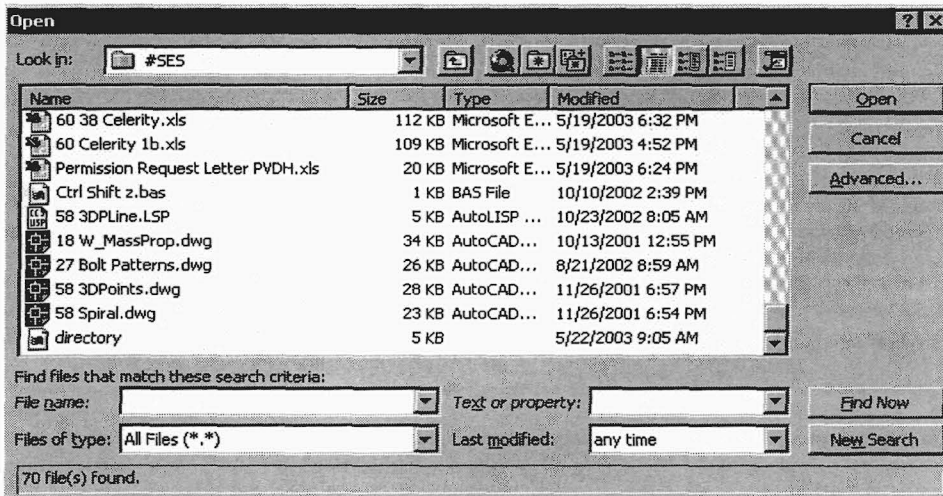 Open
Look in: #SES
Name Size Type Modified
60 38 Celerity.xls 112 KB Microsoft E... 5/19/2003 6:32 PM
60 Celerity 1b.xls 109 KB Microsoft E... 5/19/2003 4:52 PM
Permission Request Letter PVDH.xls 20 KB Microsoft E... 5/19/2003 6:24 PM
Ctrl Shift z.bas 1 KB BAS File 10/10/2002 2:39 PM
58 3DPLine.LSP 5 KB AutoLISP ... 10/23/2002 8:05 AM
18 W_MassProp.dwg 34 KB AutoCAD... 10/13/2001 12:55 PM
27 Bolt Patterns.dwg 26 KB AutoCAD... 8/21/2002 8:59 AM
58 3DPoints.dwg 28 KB AutoCAD... 11/26/2001 6:57 PM
58 Spiral.dwg 23 KB AutoCAD... 11/26/2001 6:54 PM
directory 5 KB 5/22/2003 9:05 AM
Open
Cancel
Advanced...
Find files that match these search criteria:
File name: Text or property: Find Now
Files of type: All Files (*.*) Last modified: any time New Search
70 file(s) found.